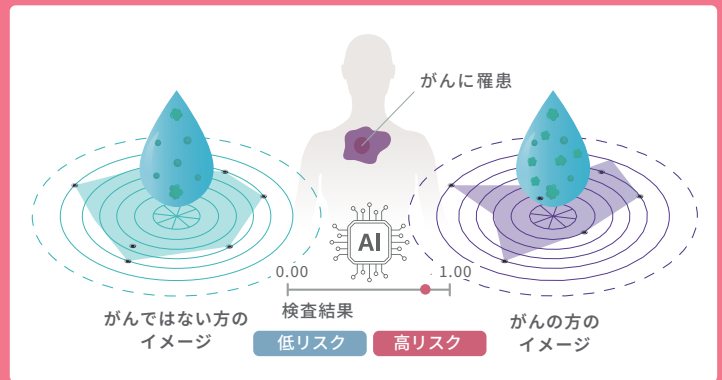 がんに罹患
AI
0.00
1.00
検査結果
がんではない方の
イメージ
低リスク
高リスク
がんの方の
イメージ